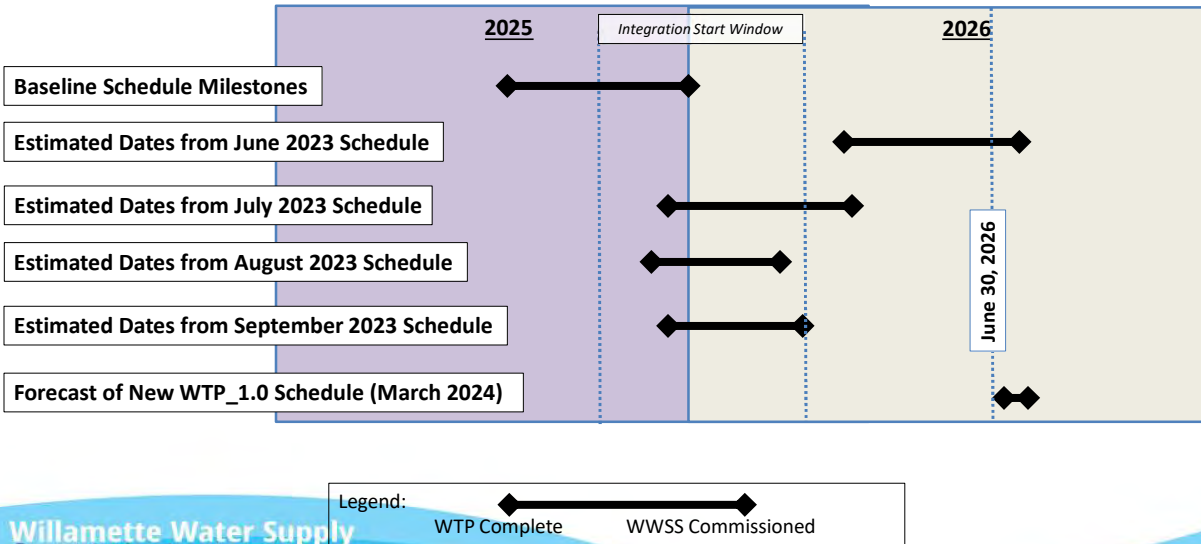 2025
Integration Start Window
2026
Baseline Schedule Milestones
Estimated Dates from June 2023 Schedule
Estimated Dates from July 2023 Schedule
Estimated Dates from August 2023 Schedule
Estimated Dates from September 2023 Schedule
June 30, 2026
Forecast of New WTP_1.0 Schedule (March 2024)
Legend:
WTP Complete WWSS Commissioned
Willamette Water Supply